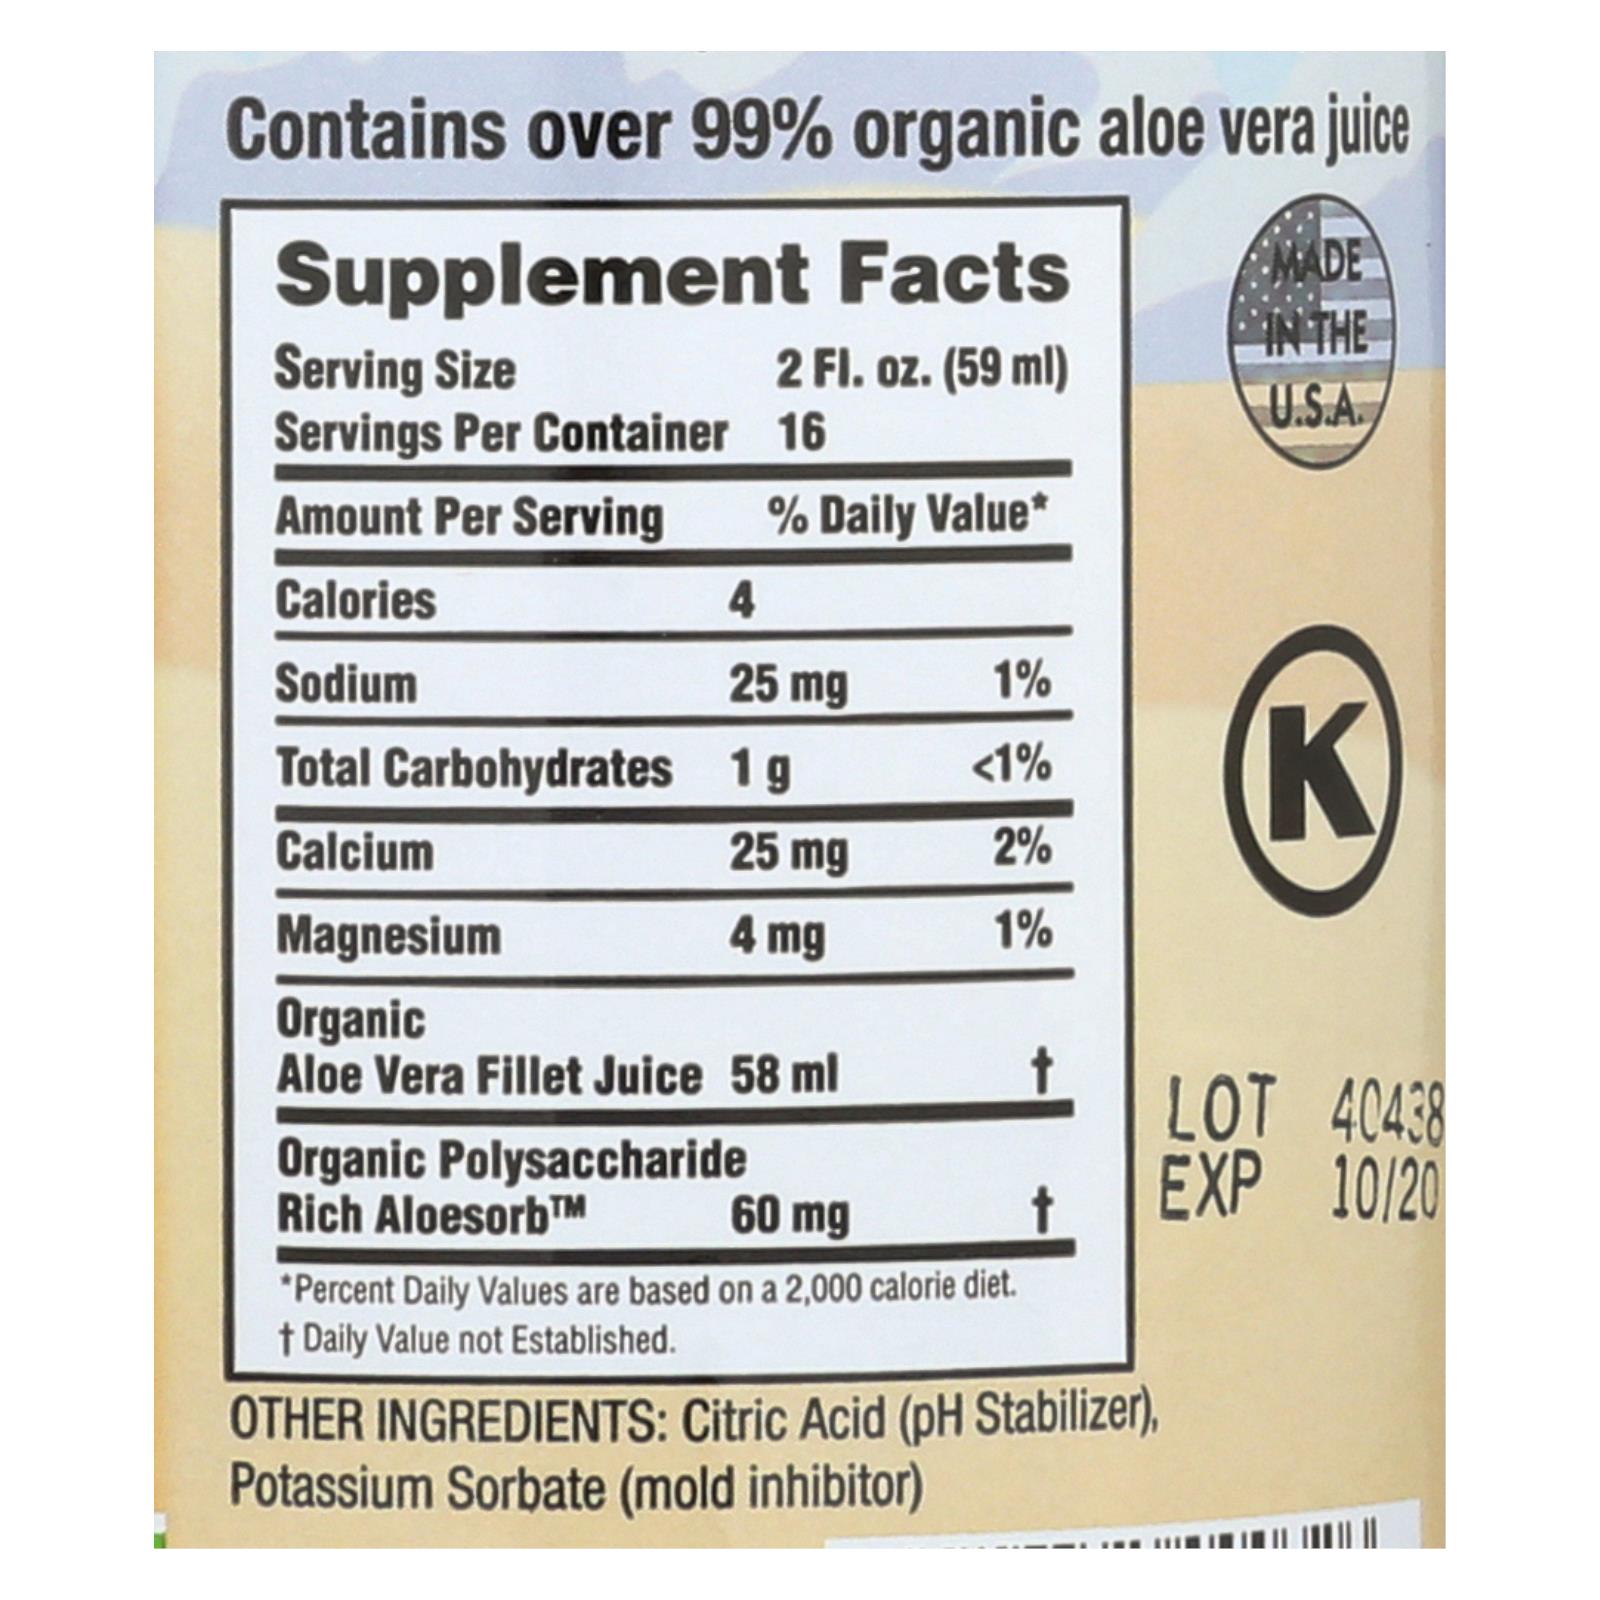 Contains over 99% organic aloe vera juice
Supplement Facts
Serving Size 2 Fl. oz. (59 ml)
Servings Per Container 16
Amount Per Serving % Daily Value*
Calories 4
Sodium 25 mg 1%
Total Carbohydrates 1 g <1%
Calcium 25 mg 2%
Magnesium 4 mg 1%
Organic
Aloe Vera Fillet Juice 58 ml †
Organic Polysaccharide
Rich Aloesorb™ 60 mg †
*Percent Daily Values are based on a 2,000 calorie diet.
† Daily Value not Established.
OTHER INGREDIENTS: Citric Acid (pH Stabilizer),
Potassium Sorbate (mold inhibitor)
MADE
IN THE
U.S.A.
K
LOT 40438
EXP 10/20